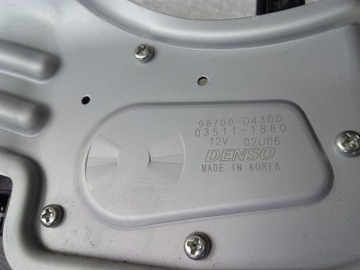 98700-D4300
03511-1880
12V 02U06
DENSO
MADE IN KOREA